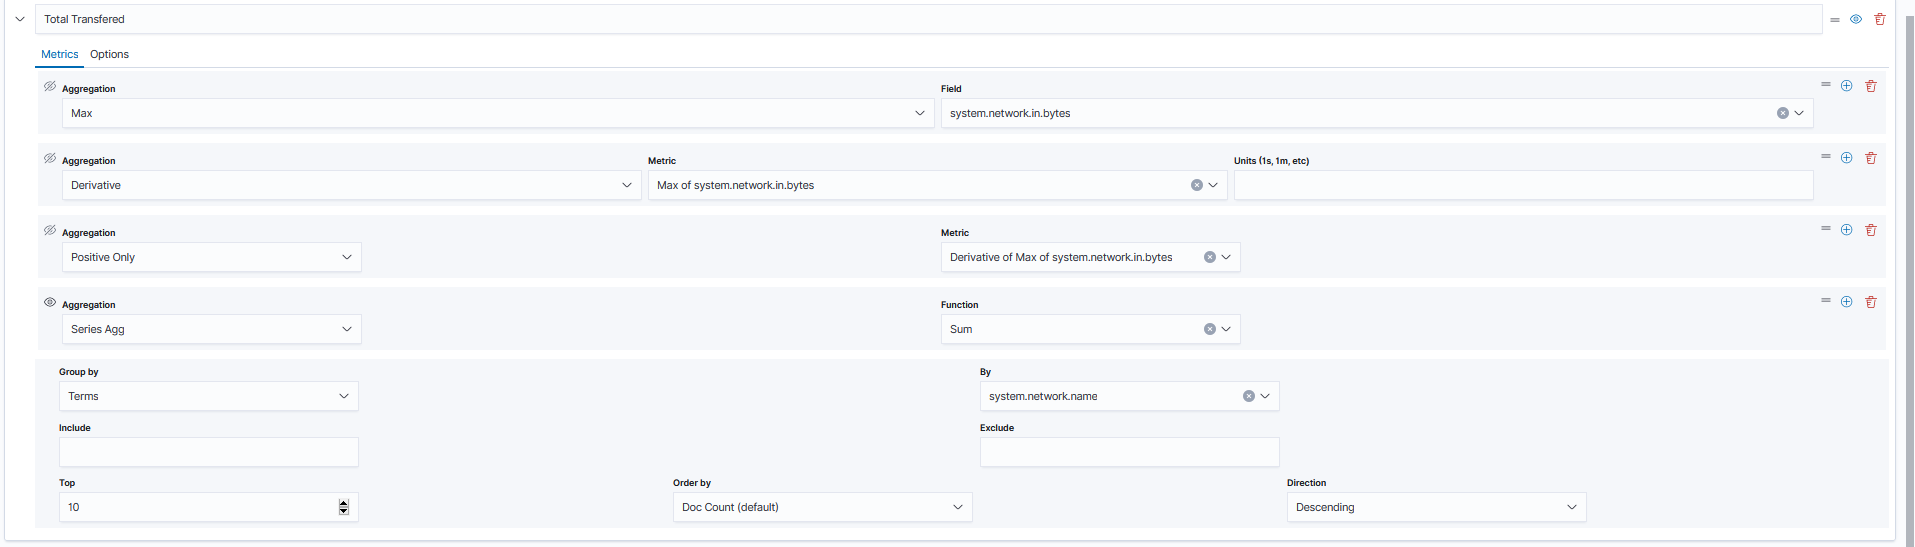 Total Transfered
Metrics Options
Aggregation Field
Max system.network.in.bytes
Aggregation Metric Units (1s, 1m, etc)
Derivative Max of system.network.in.bytes
Aggregation Metric
Positive Only Derivative of Max of system.network.in.bytes
Aggregation Function
Series Agg Sum
Group by By
Terms system.network.name
Include Exclude
Top Order by Direction
10 Doc Count (default) Descending